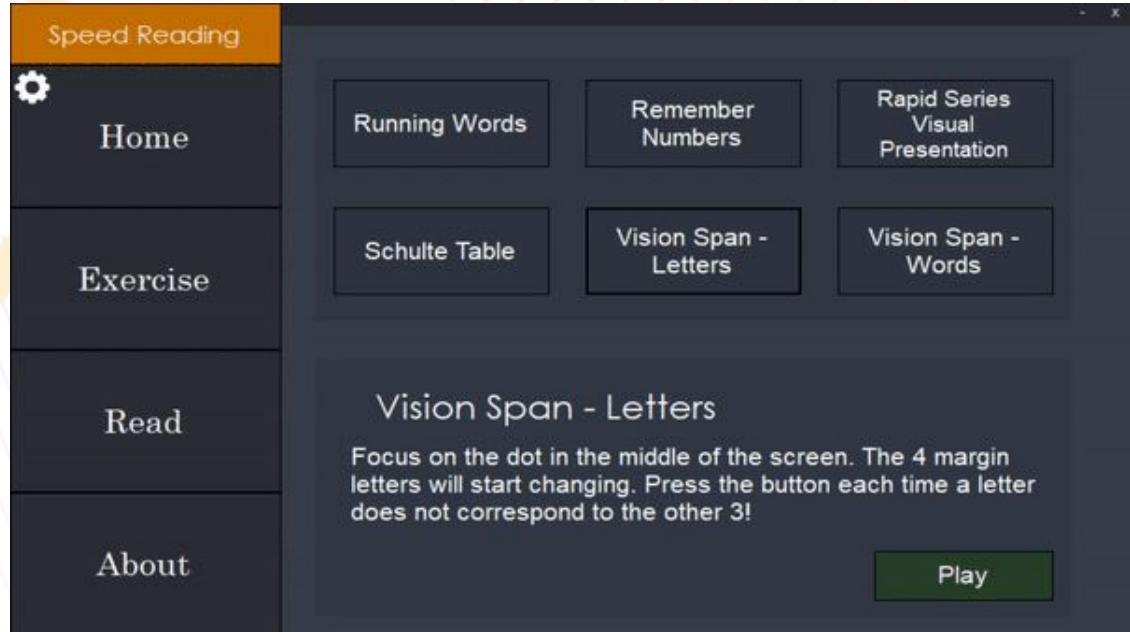 Speed Reading
- x
Home
Exercise
Read
About
Running Words
Remember
Numbers
Rapid Series
Visual
Presentation
Schulte Table
Vision Span -
Letters
Vision Span -
Words
Vision Span - Letters
Focus on the dot in the middle of the screen. The 4 margin
letters will start changing. Press the button each time a letter
does not correspond to the other 3!
Play